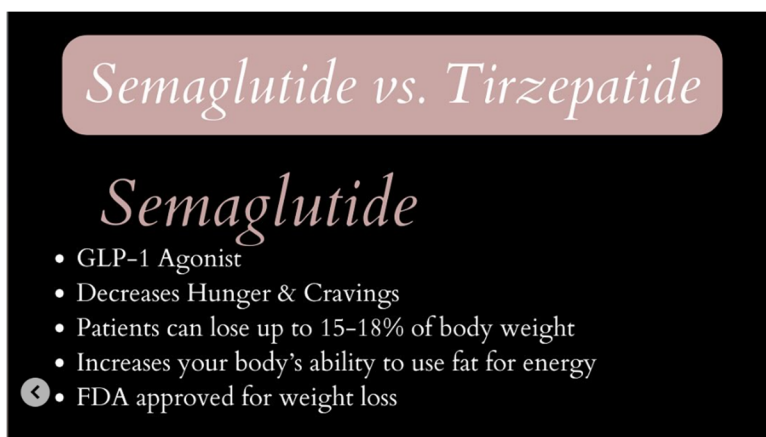 Semaglutide vs. Tirzepatide
Semaglutide
• GLP-1 Agonist
• Decreases Hunger & Cravings
• Patients can lose up to 15-18% of body weight
• Increases your body's ability to use fat for energy
• FDA approved for weight loss